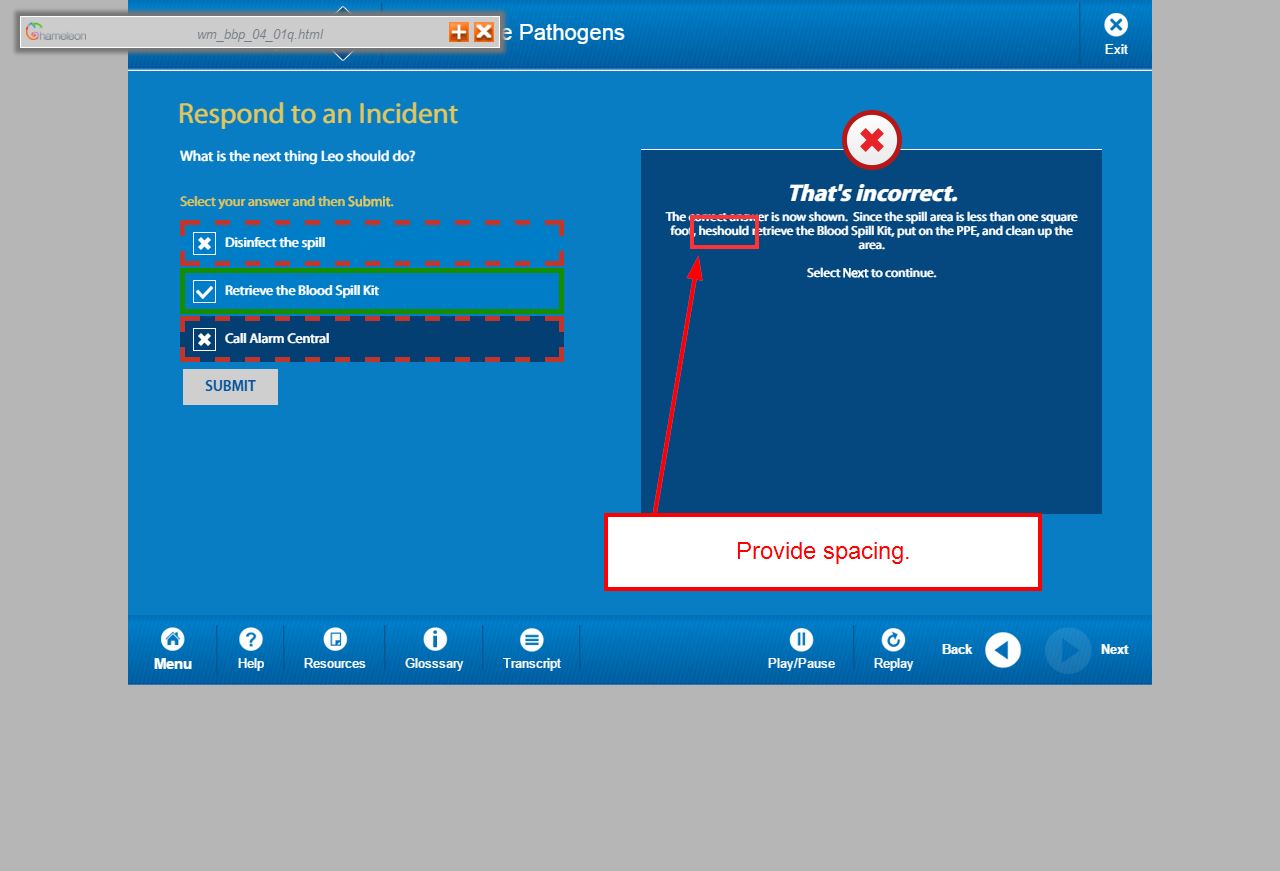 hameleon
wm_bbp_04_01q.html
e Pathogens
Exit
Respond to an Incident
What is the next thing Leo should do?
Select your answer and then Submit.
Disinfect the spill
Retrieve the Blood Spill Kit
Call Alarm Central
SUBMIT
That's incorrect.
The correct answer is now shown.  Since the spill area is less than one square
foot, heshould retrieve the Blood Spill Kit, put on the PPE, and clean up the
area.
Select Next to continue.
Provide spacing.
Menu
Help
Resources
Glosssary
Transcript
Play/Pause
Replay
Back
Next